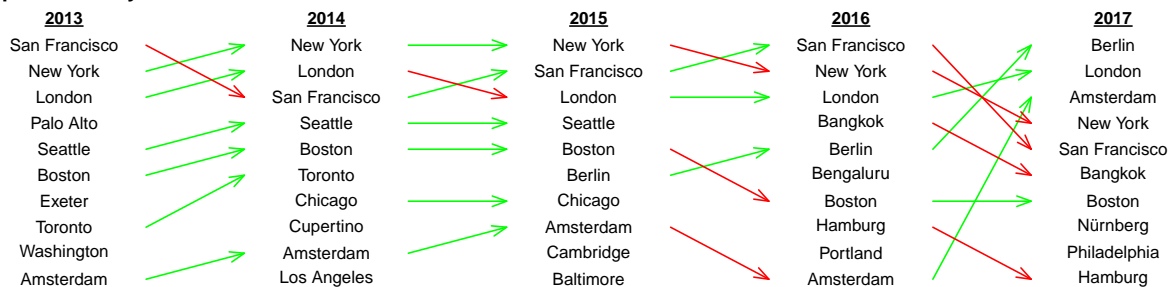 2013 2014 2015 2016 2017
San Francisco New York New York San Francisco Berlin
New York London San Francisco New York London
London San Francisco London London Amsterdam
Palo Alto Seattle Seattle Bangkok New York
Seattle Boston Boston Berlin San Francisco
Boston Toronto Berlin Bengaluru Bangkok
Exeter Chicago Chicago Boston Boston
Toronto Cupertino Amsterdam Hamburg Nürnberg
Washington Amsterdam Cambridge Portland Philadelphia
Amsterdam Los Angeles Baltimore Amsterdam Hamburg